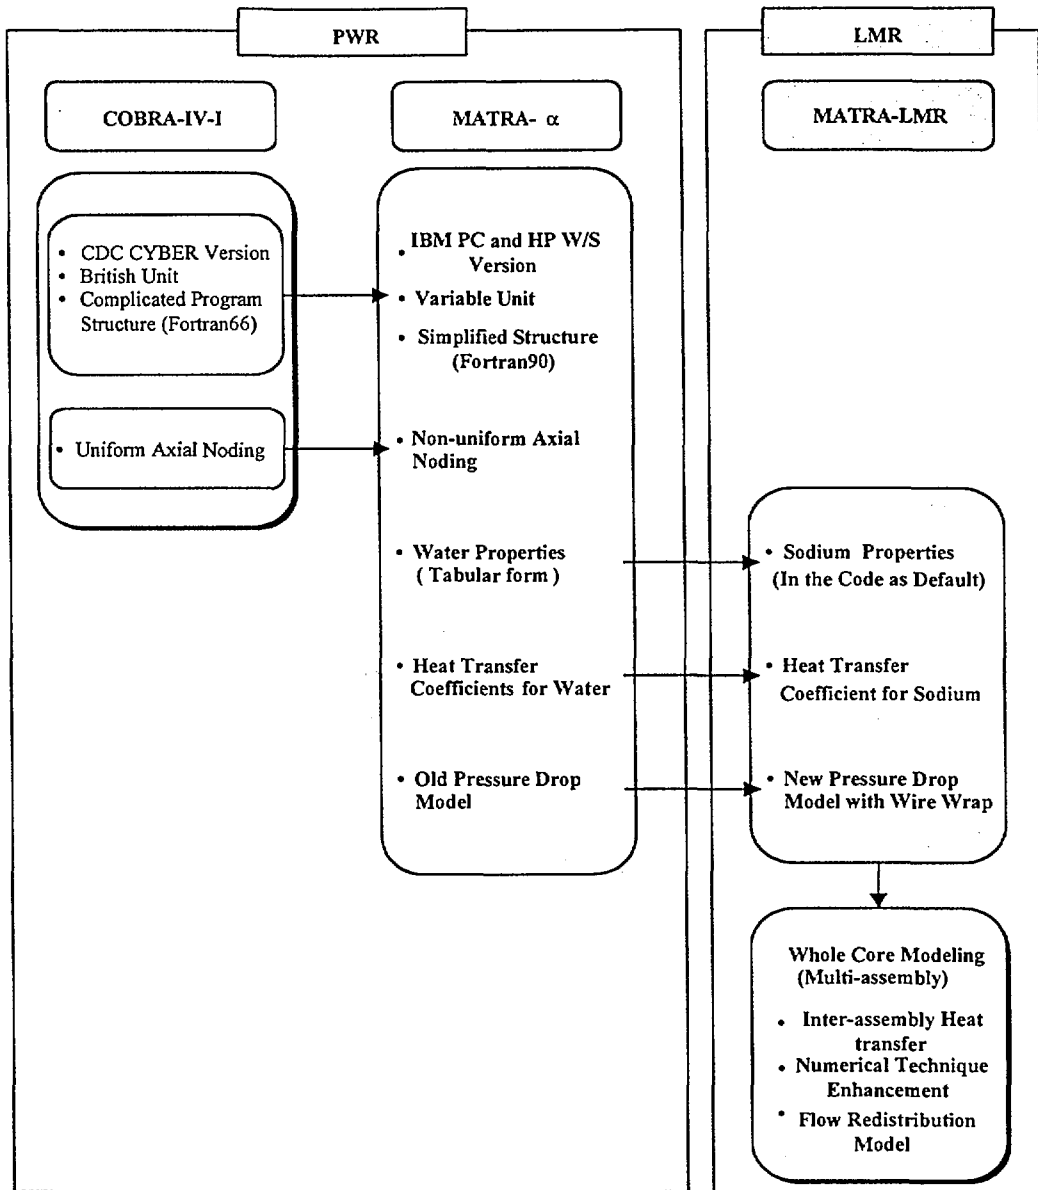 PWR
LMR
COBRA-IV-I
MATRA- α
MATRA-LMR
• CDC CYBER Version
• British Unit
• Complicated Program
Structure (Fortran66)
• Uniform Axial Noding
• IBM PC and HP W/S
Version
• Variable Unit
• Simplified Structure
(Fortran90)
• Non-uniform Axial
Noding
• Water Properties
( Tabular form )
• Heat Transfer
Coefficients for Water
• Old Pressure Drop
Model
• Sodium Properties
(In the Code as Default)
• Heat Transfer
Coefficient for Sodium
• New Pressure Drop
Model with Wire Wrap
Whole Core Modeling
(Multi-assembly)
• Inter-assembly Heat
transfer
• Numerical Technique
Enhancement
• Flow Redistribution
Model